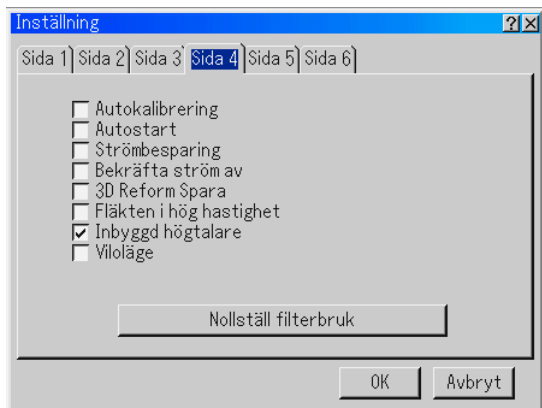 Inställning
Sida 1 Sida 2 Sida 3 Sida 4 Sida 5 Sida 6
Autokalibrering
Autostart
Strömbesparing
Bekräfta ström av
3D Reform Spara
Fläkten i hög hastighet
Inbyggd högtalare
Viloläge
Nollställ filterbruk
OK Avbryt